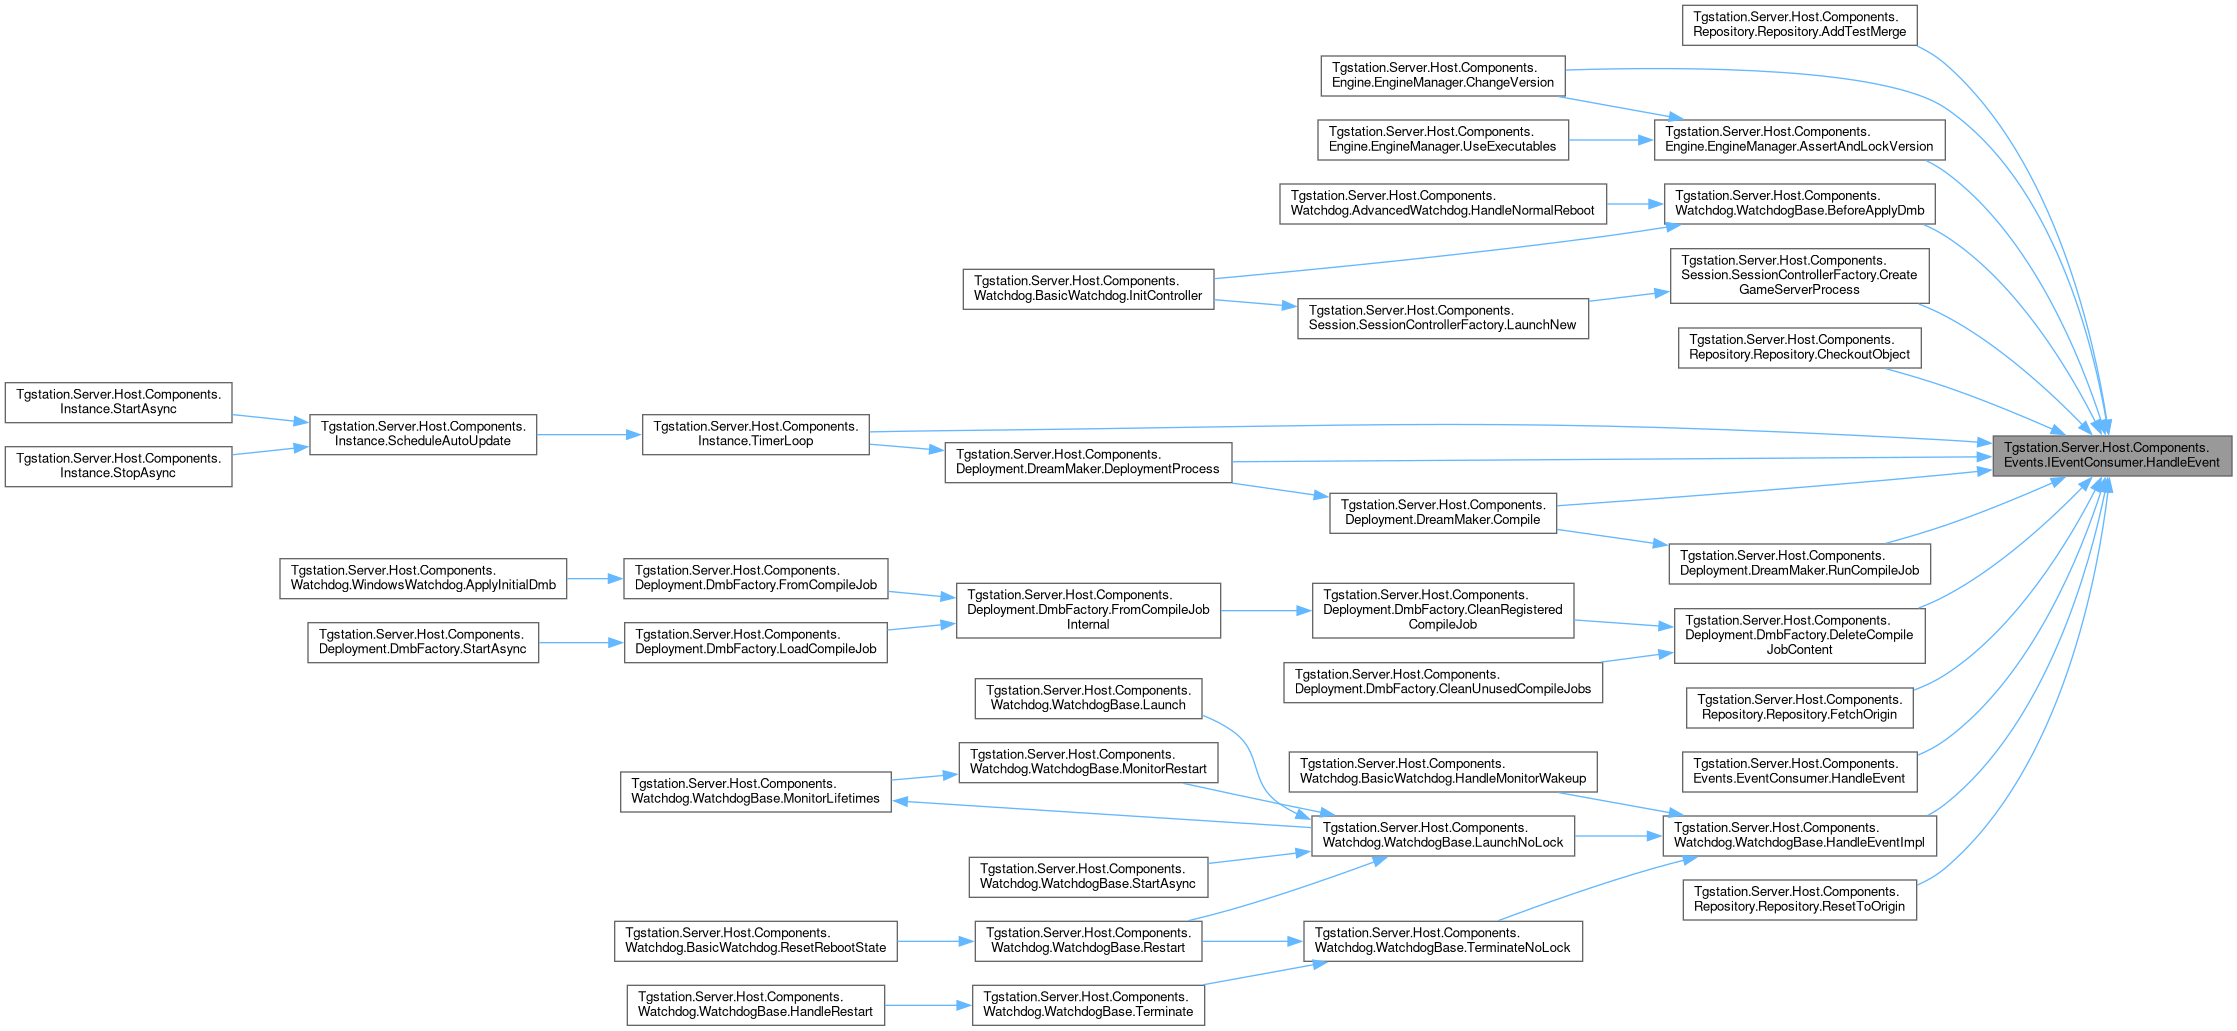 Tgstation.Server.Host.Components.
Repository.Repository.AddTestMerge
Tgstation.Server.Host.Components.
Engine.EngineManager.ChangeVersion
Tgstation.Server.Host.Components.
Engine.EngineManager.UseExecutables
Tgstation.Server.Host.Components.
Engine.EngineManager.AssertAndLockVersion
Tgstation.Server.Host.Components.
Watchdog.AdvancedWatchdog.HandleNormalReboot
Tgstation.Server.Host.Components.
Watchdog.WatchdogBase.BeforeApplyDmb
Tgstation.Server.Host.Components.
Watchdog.BasicWatchdog.InitController
Tgstation.Server.Host.Components.
Session.SessionControllerFactory.Create
GameServerProcess
Tgstation.Server.Host.Components.
Session.SessionControllerFactory.LaunchNew
Tgstation.Server.Host.Components.
Repository.Repository.CheckoutObject
Tgstation.Server.Host.Components.
Instance.StartAsync
Tgstation.Server.Host.Components.
Instance.StopAsync
Tgstation.Server.Host.Components.
Instance.ScheduleAutoUpdate
Tgstation.Server.Host.Components.
Instance.TimerLoop
Tgstation.Server.Host.Components.
Deployment.DreamMaker.DeploymentProcess
Tgstation.Server.Host.Components.
Events.IEventConsumer.HandleEvent
Tgstation.Server.Host.Components.
Deployment.DreamMaker.Compile
Tgstation.Server.Host.Components.
Deployment.DreamMaker.RunCompileJob
Tgstation.Server.Host.Components.
Watchdog.WindowsWatchdog.ApplyInitialDmb
Tgstation.Server.Host.Components.
Deployment.DmbFactory.FromCompileJob
Tgstation.Server.Host.Components.
Deployment.DmbFactory.FromCompileJob
Internal
Tgstation.Server.Host.Components.
Deployment.DmbFactory.CleanRegistered
CompileJob
Tgstation.Server.Host.Components.
Deployment.DmbFactory.StartAsync
Tgstation.Server.Host.Components.
Deployment.DmbFactory.LoadCompileJob
Tgstation.Server.Host.Components.
Deployment.DmbFactory.DeleteCompile
JobContent
Tgstation.Server.Host.Components.
Deployment.DmbFactory.CleanUnusedCompileJobs
Tgstation.Server.Host.Components.
Watchdog.WatchdogBase.Launch
Tgstation.Server.Host.Components.
Repository.Repository.FetchOrigin
Tgstation.Server.Host.Components.
Watchdog.WatchdogBase.MonitorRestart
Tgstation.Server.Host.Components.
Watchdog.BasicWatchdog.HandleMonitorWakeup
Tgstation.Server.Host.Components.
Events.EventConsumer.HandleEvent
Tgstation.Server.Host.Components.
Watchdog.WatchdogBase.MonitorLifetimes
Tgstation.Server.Host.Components.
Watchdog.WatchdogBase.LaunchNoLock
Tgstation.Server.Host.Components.
Watchdog.WatchdogBase.HandleEventImpl
Tgstation.Server.Host.Components.
Watchdog.WatchdogBase.StartAsync
Tgstation.Server.Host.Components.
Repository.Repository.ResetToOrigin
Tgstation.Server.Host.Components.
Watchdog.BasicWatchdog.ResetRebootState
Tgstation.Server.Host.Components.
Watchdog.WatchdogBase.Restart
Tgstation.Server.Host.Components.
Watchdog.WatchdogBase.TerminateNoLock
Tgstation.Server.Host.Components.
Watchdog.WatchdogBase.HandleRestart
Tgstation.Server.Host.Components.
Watchdog.WatchdogBase.Terminate